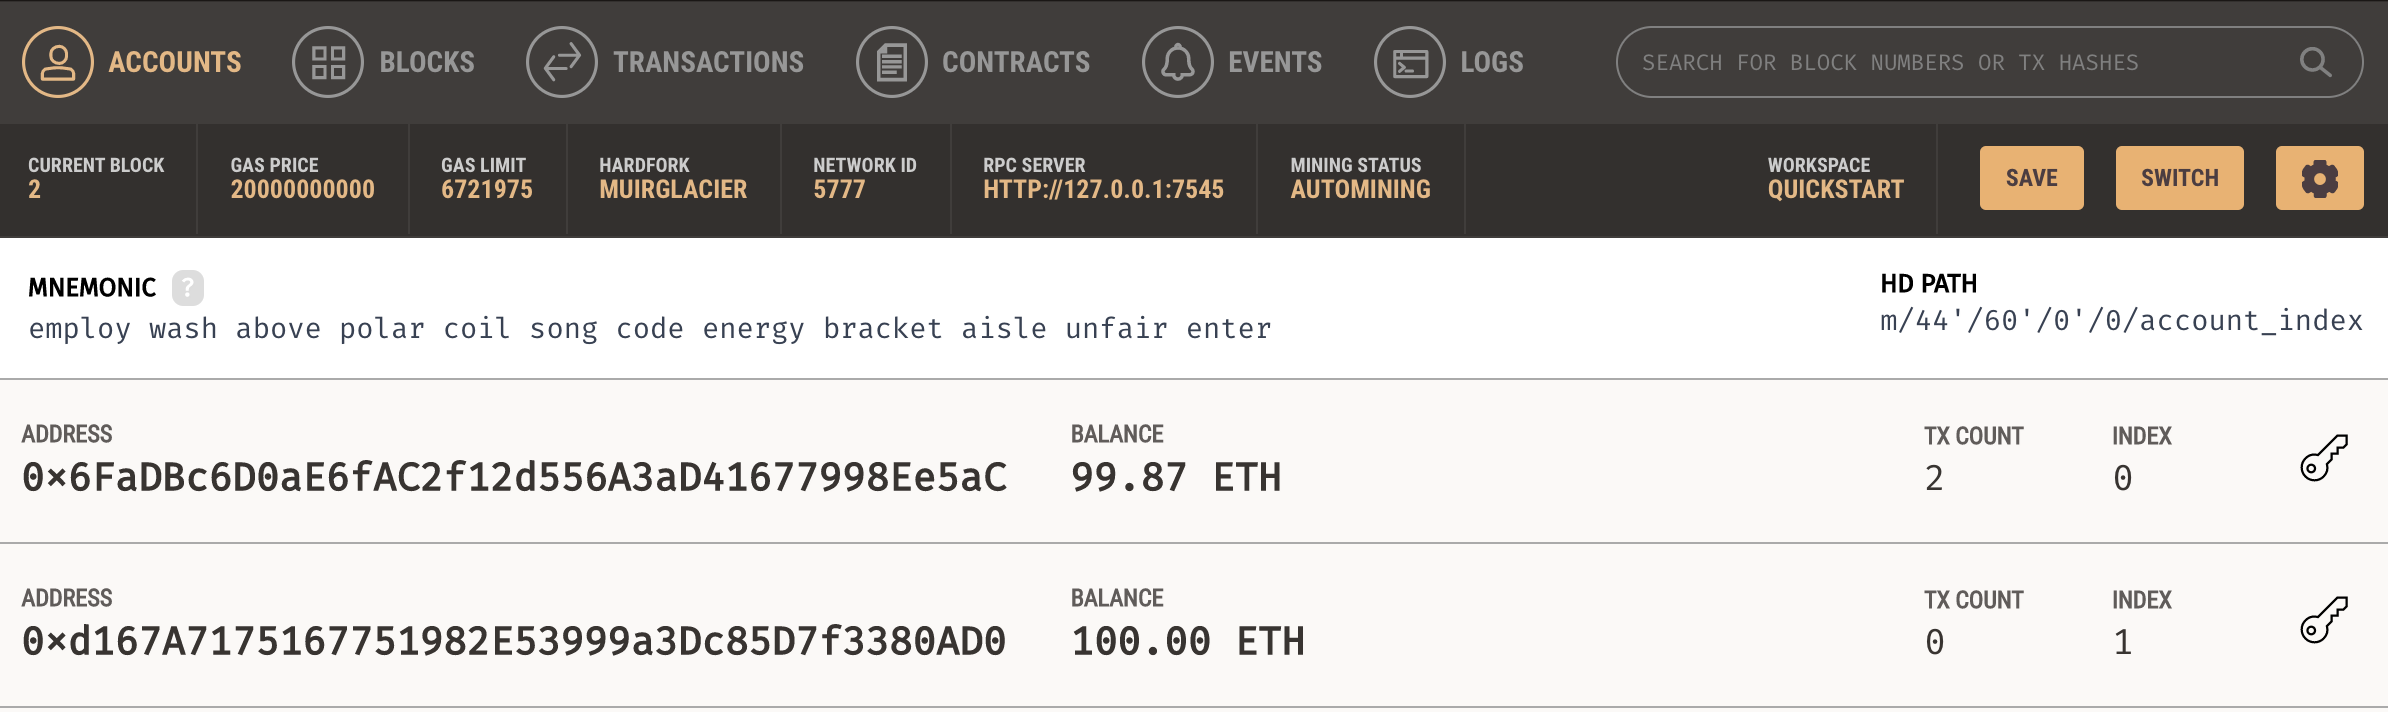 ACCOUNTS BLOCKS TRANSACTIONS CONTRACTS EVENTS LOGS SEARCH FOR BLOCK NUMBERS OR TX HASHES
CURRENT BLOCK GAS PRICE GAS LIMIT HARDFORK NETWORK ID RPC SERVER MINING STATUS WORKSPACE
2 20000000000 6721975 MUIRGLACIER 5777 HTTP://127.0.0.1:7545 AUTOMINING QUICKSTART SAVE SWITCH
MNEMONIC ? HD PATH
employ wash above polar coil song code energy bracket aisle unfair enter m/44'/60'/0'/0/account_index
ADDRESS BALANCE TX COUNT INDEX
0×6FaDBc6D0aE6fAC2f12d556A3aD41677998Ee5aC 99.87 ETH 2 0
ADDRESS BALANCE TX COUNT INDEX
0×d167A7175167751982E53999a3Dc85D7f3380AD0 100.00 ETH 0 1